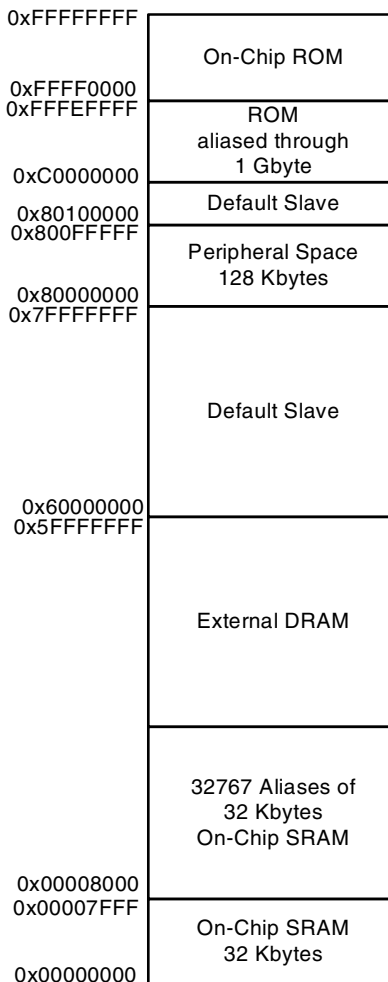 0xFFFFFFFF
On-Chip ROM
0xFFFF0000
0xFFFEFFFF
ROM
aliased through
1 Gbyte
0xC0000000
Default Slave
0x80100000
0x800FFFFF
Peripheral Space
128 Kbytes
0x80000000
0x7FFFFFFF
Default Slave
0x60000000
0x5FFFFFFF
External DRAM
32767 Aliases of
32 Kbytes
On-Chip SRAM
0x00008000
0x00007FFF
On-Chip SRAM
32 Kbytes
0x00000000